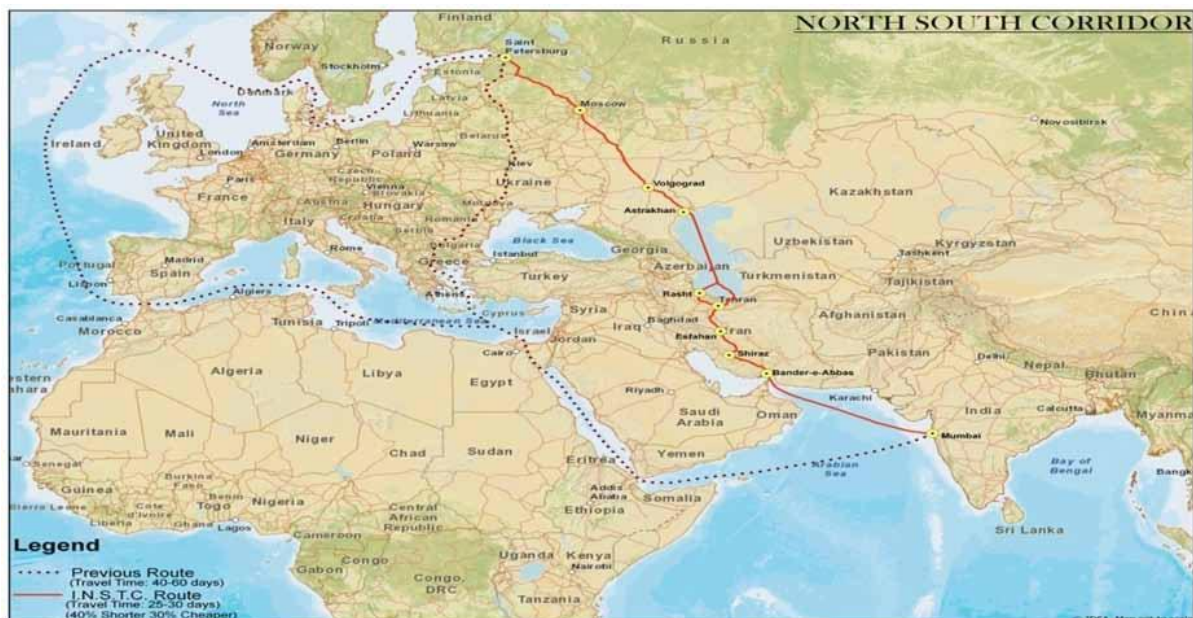 NORTH SOUTH CORRIDOR
Finland
Norway
Saint
Petersburg
Russia
Stockholm
Estonia
Latvia
Denmark
North
Sea
Lithuania
Moscow
Novosibirsk
Ireland
United
Kingdom
Amsterdam
Berlin
Belarus
London
Germany
Poland
Warsaw
Kiev
Paris
Czech
Republic
Vienna
Slovakia
Ukraine
Volgograd
Kazakhstan
France
Austria
Hungary
Moldova
Astrakhan
Croatia
Romania
Italy
Serbia
Bulgaria
Black Sea
Georgia
Uzbekistan
Kyrgyzstan
Portugal
Madrid
Spain
Rome
Greece
Istanbul
Turkey
Azerbaijan
Turkmenistan
Tashkent
Tajikistan
Lisbon
Algiers
Athens
Rasht
Tehran
Casablanca
Morocco
Tunisia
Tripoli
Mediterranean Sea
Cyprus
Syria
Baghdad
Iraq
Iran
Afghanistan
China
Israel
Jordan
Esfahan
Cairo
Shiraz
Pakistan
Delhi
Nepal
Bhutan
Western
Sahara
Algeria
Libya
Egypt
Riyadh
Bander-e-Abbas
Karachi
Saudi
Arabia
Oman
India
Calcutta
Myanmar
Mauritania
Mali
Niger
Chad
Sudan
Eritrea
Yemen
Mumbai
Arabian
Sea
Bay of
Bengal
Bangk
Senegal
Guinea
Burkina
Faso
Benin
Togo
Nigeria
Addis
Ababa
Somalia
Ethiopia
Sierra Leone
Cote
d'Ivoire
Liberia
Ghana
Lagos
Central
African
Republic
Sri Lanka
Cameroon
Legend
Gabon
Congo
Congo,
DRC
Uganda
Kenya
Nairobi
Tanzania
Previous Route
(Travel Time: 40-60 days)
I.N.S.T.C. Route
(Travel Time: 25-30 days)
(40% Shorter 30% Cheaper)